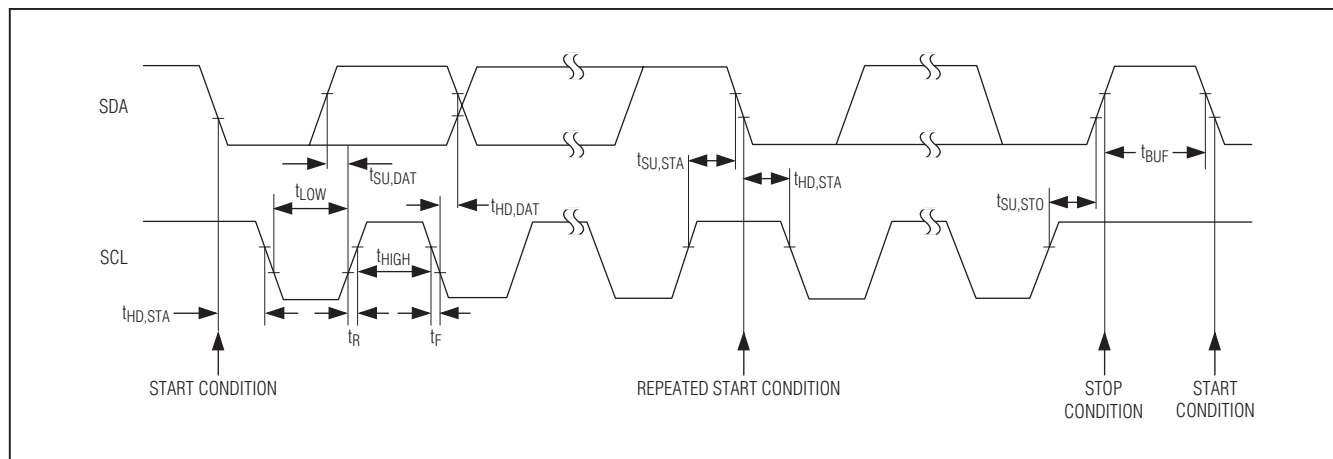 SDA
tSU,DAT
tLOW
tHD,DAT
tSU,STA
tHD,STA
tBUF
tSU,STO
SCL
tHIGH
tHD,STA
tR
tF
START CONDITION
REPEATED START CONDITION
STOP
CONDITION
START
CONDITION